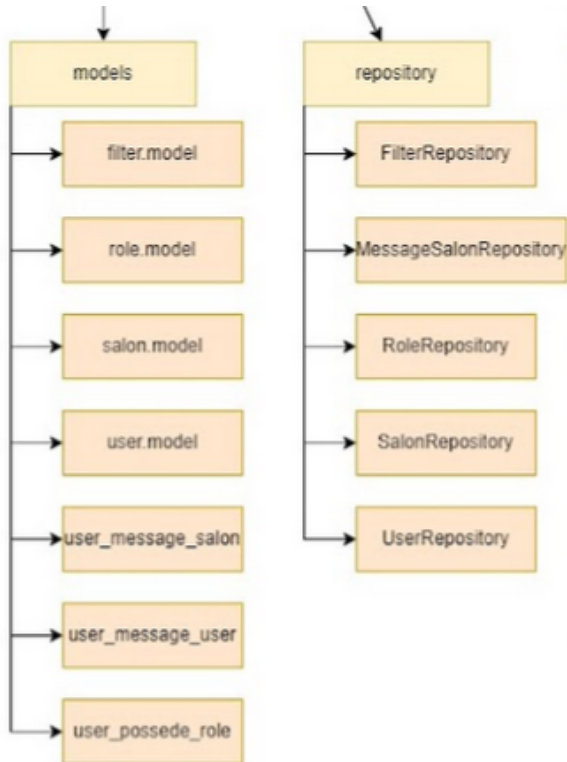 models
filter.model
role.model
salon.model
user.model
user_message_salon
user_message_user
user_possede_role
repository
FilterRepository
MessageSalonRepository
RoleRepository
SalonRepository
UserRepository